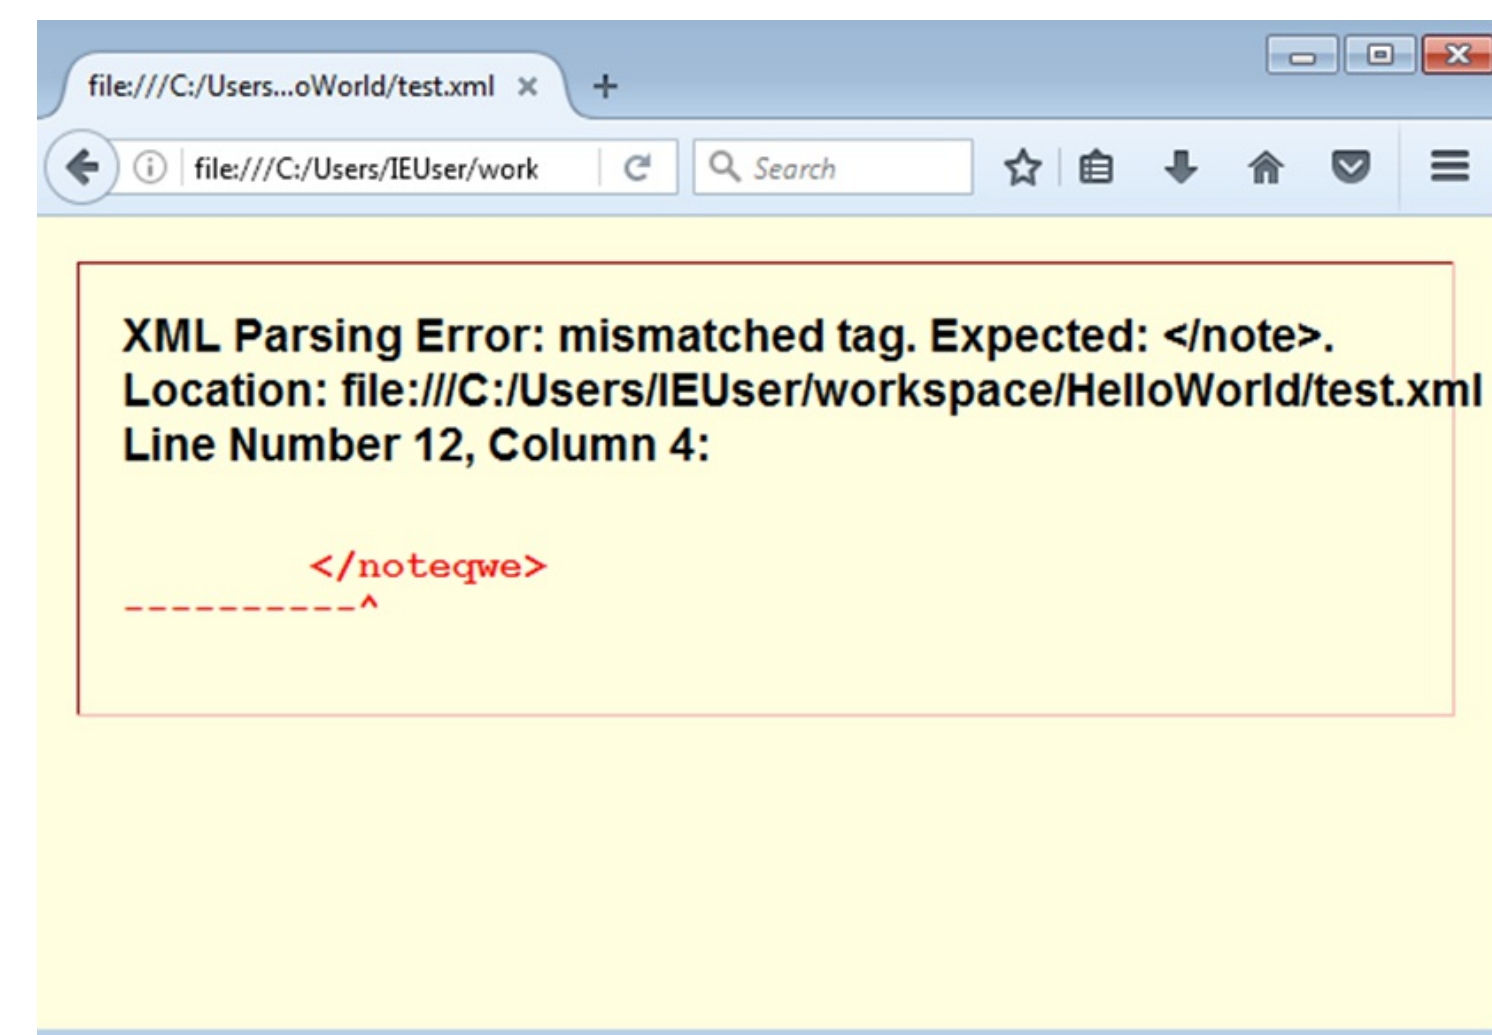 file:///C:/Users...oWorld/test.xml
file:///C:/Users/IEUser/work
Search
XML Parsing Error: mismatched tag. Expected: </note>.
Location: file:///C:/Users/IEUser/workspace/HelloWorld/test.xml
Line Number 12, Column 4:
</noteqwe>
----------^